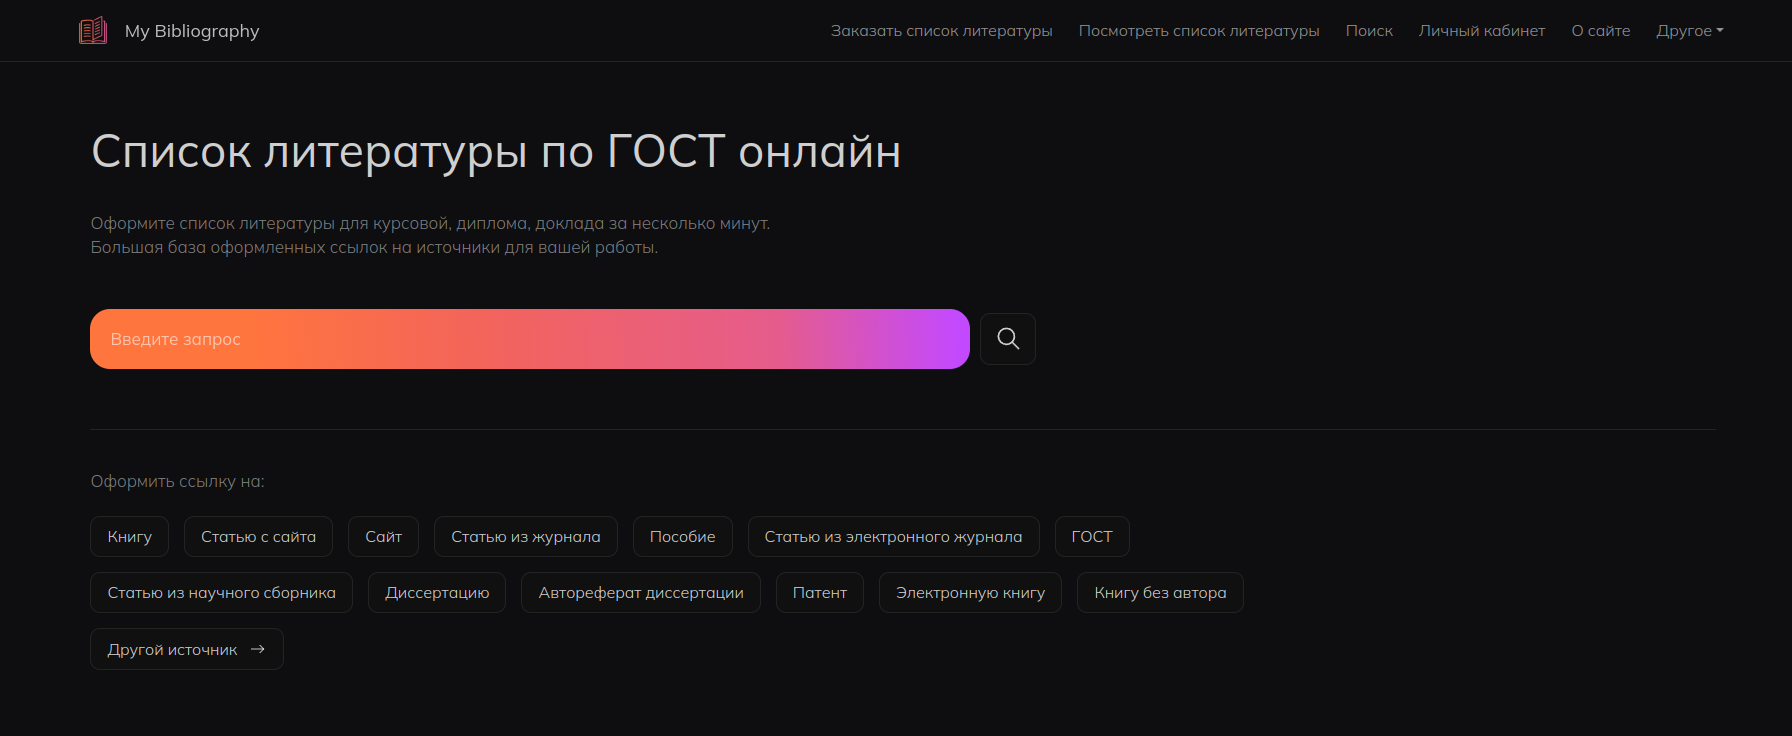 My Bibliography
Заказать список литературы
Посмотреть список литературы
Поиск
Личный кабинет
О сайте
Другое
Список литературы по ГОСТ онлайн
Оформите список литературы для курсовой, диплома, доклада за несколько минут.
Большая база оформленных ссылок на источники для вашей работы.
Введите запрос
Оформить ссылку на:
Книгу
Статью с сайта
Сайт
Статью из журнала
Пособие
Статью из электронного журнала
ГОСТ
Статью из научного сборника
Диссертацию
Автореферат диссертации
Патент
Электронную книгу
Книгу без автора
Другой источник →